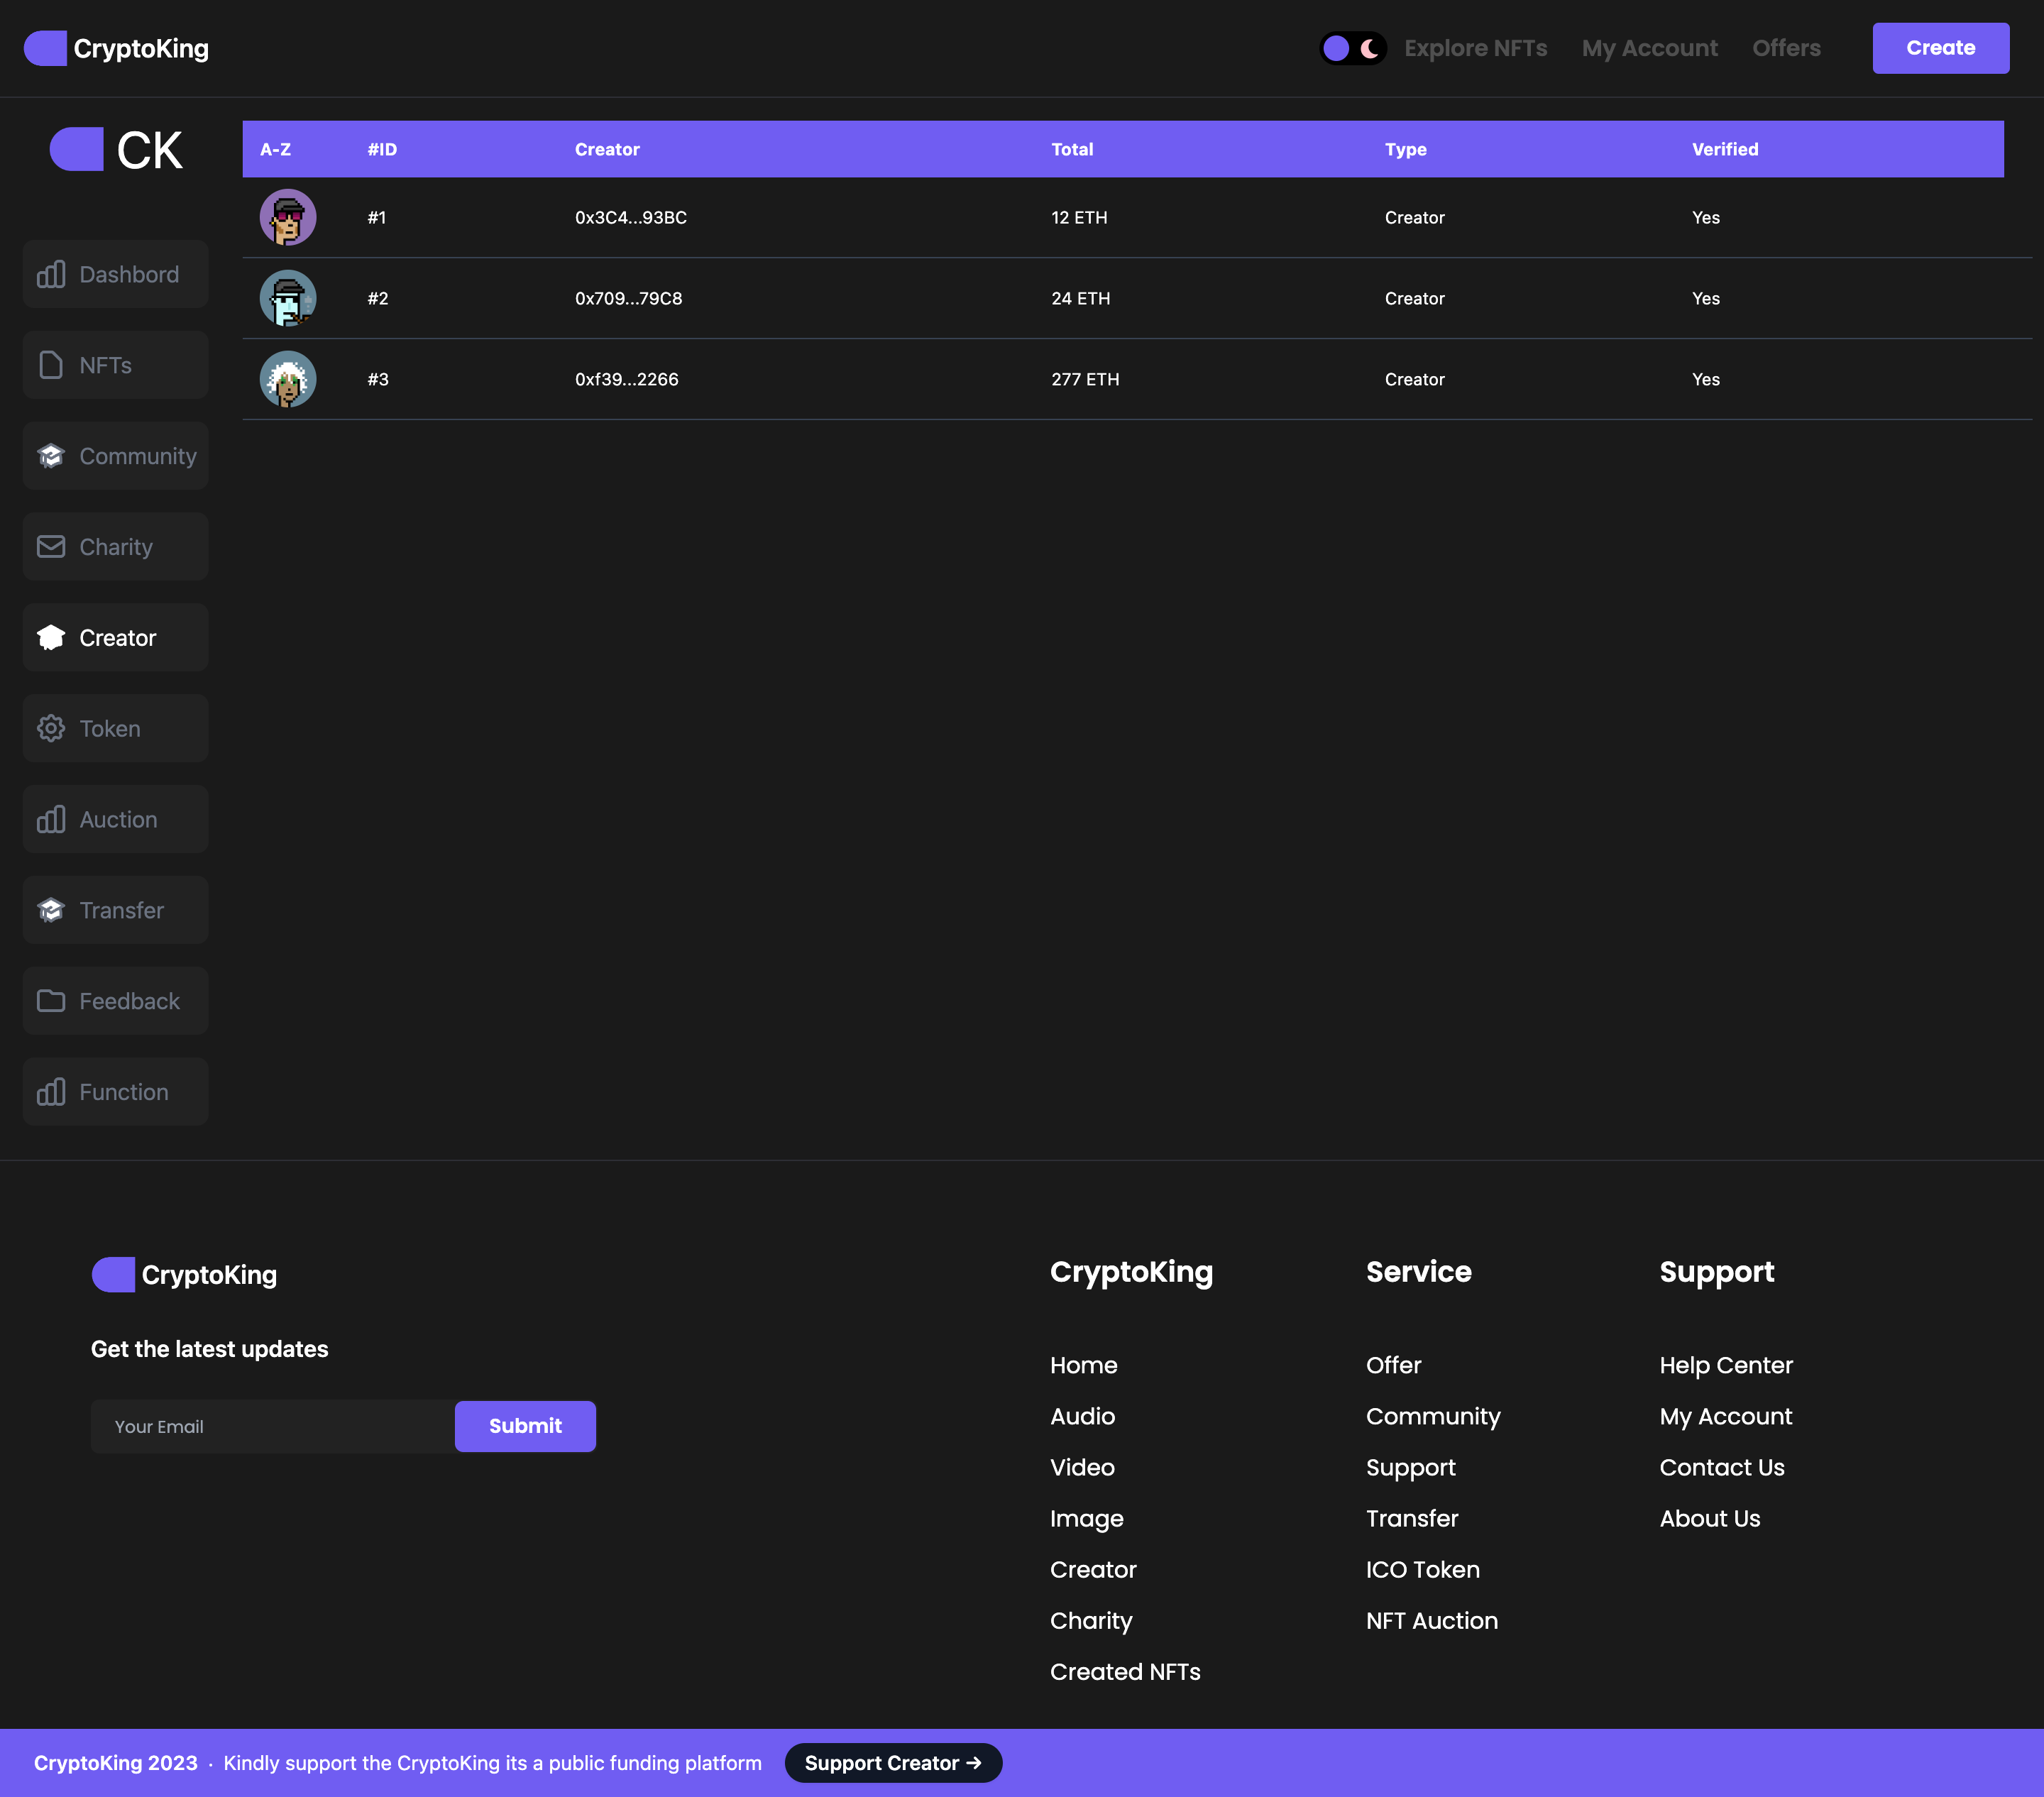 CryptoKing
Explore NFTs My Account Offers Create
CK
A-Z #ID Creator Total Type Verified
#1 0x3C4...93BC 12 ETH Creator Yes
#2 0x709...79C8 24 ETH Creator Yes
#3 0xf39...2266 277 ETH Creator Yes
Dashbord
NFTs
Community
Charity
Creator
Token
Auction
Transfer
Feedback
Function
CryptoKing
Get the latest updates
Your Email Submit
CryptoKing
Home
Audio
Video
Image
Creator
Charity
Created NFTs
Service
Offer
Community
Support
Transfer
ICO Token
NFT Auction
Support
Help Center
My Account
Contact Us
About Us
CryptoKing 2023 · Kindly support the CryptoKing its a public funding platform Support Creator →